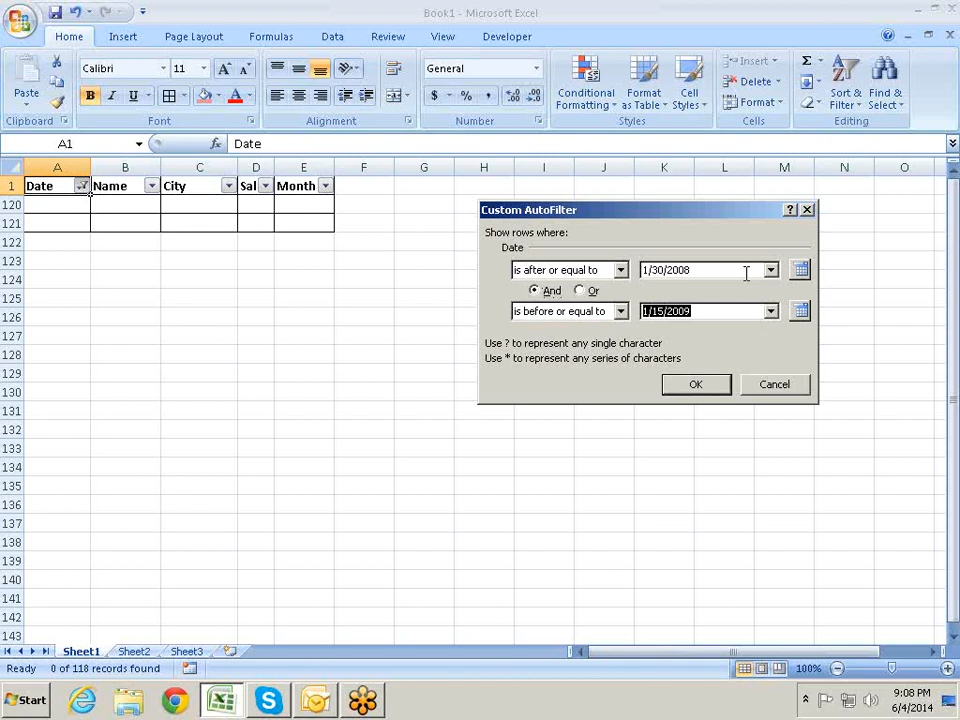 Book1 - Microsoft Excel
Home Insert Page Layout Formulas Data Review View Developer
Paste
Calibri 11
General
Conditional Formatting
Format as Table
Cell Styles
Insert
Delete
Format
Sort & Filter
Find & Select
Clipboard Font Alignment Number Styles Cells Editing
A1 fx Date
A B C D E F G H I J K L M N O
1 Date Name City Sal Month
120
121
122
123
124
125
126
127
128
129
130
131
132
133
134
135
136
137
138
139
140
141
142
143
Custom AutoFilter
Show rows where:
Date
is after or equal to 1/30/2008
And Or
is before or equal to 1/15/2009
Use ? to represent any single character
Use * to represent any series of characters
OK Cancel
Sheet1 Sheet2 Sheet3
Ready 0 of 118 records found 100%
Start
9:08 PM
6/4/2014